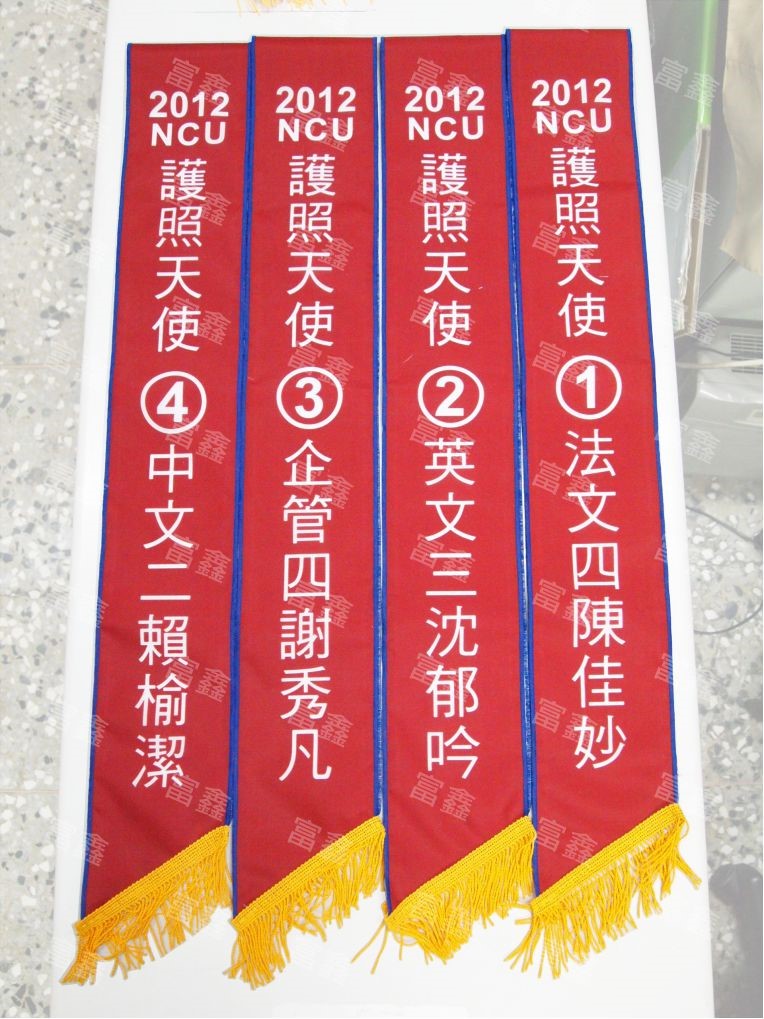 2012
NCU
護照天使
④
中文二賴榆潔
2012
NCU
護照天使
③
企管四謝秀凡
2012
NCU
護照天使
②
英文三沈郁吟
2012
NCU
護照天使
①
法文四陳佳妙
富鑫